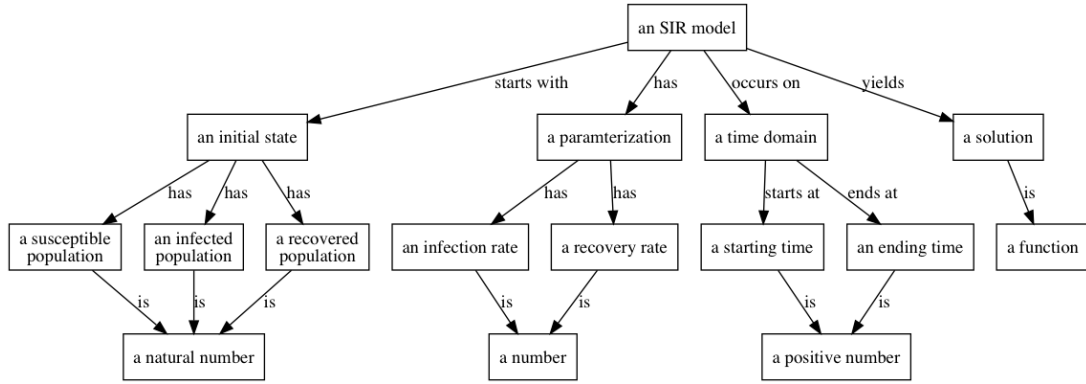 an SIR model
starts with
has
occurs on
yields
an initial state
a paramterization
a time domain
a solution
has
has
has
has
has
starts at
ends at
is
a susceptible
population
an infected
population
a recovered
population
an infection rate
a recovery rate
a starting time
an ending time
a function
is
is
is
is
is
is
is
a natural number
a number
a positive number